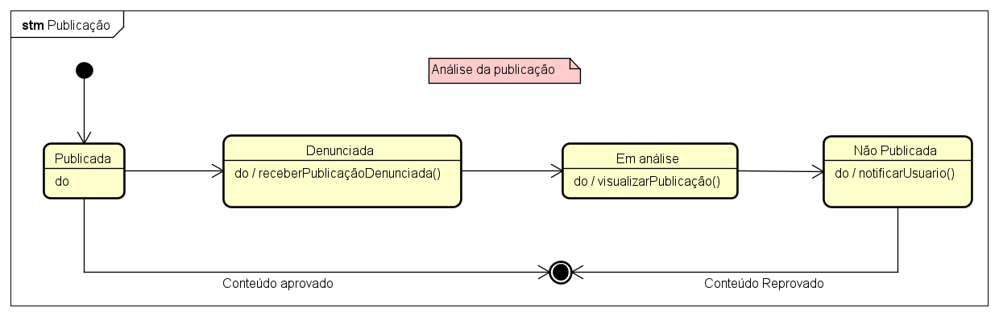 stm Publicação
Análise da publicação
Publicada
do
Denunciada
do / receberPublicaçãoDenunciada()
Em análise
do / visualizarPublicação()
Não Publicada
do / notificarUsuario()
Conteúdo aprovado
Conteúdo Reprovado